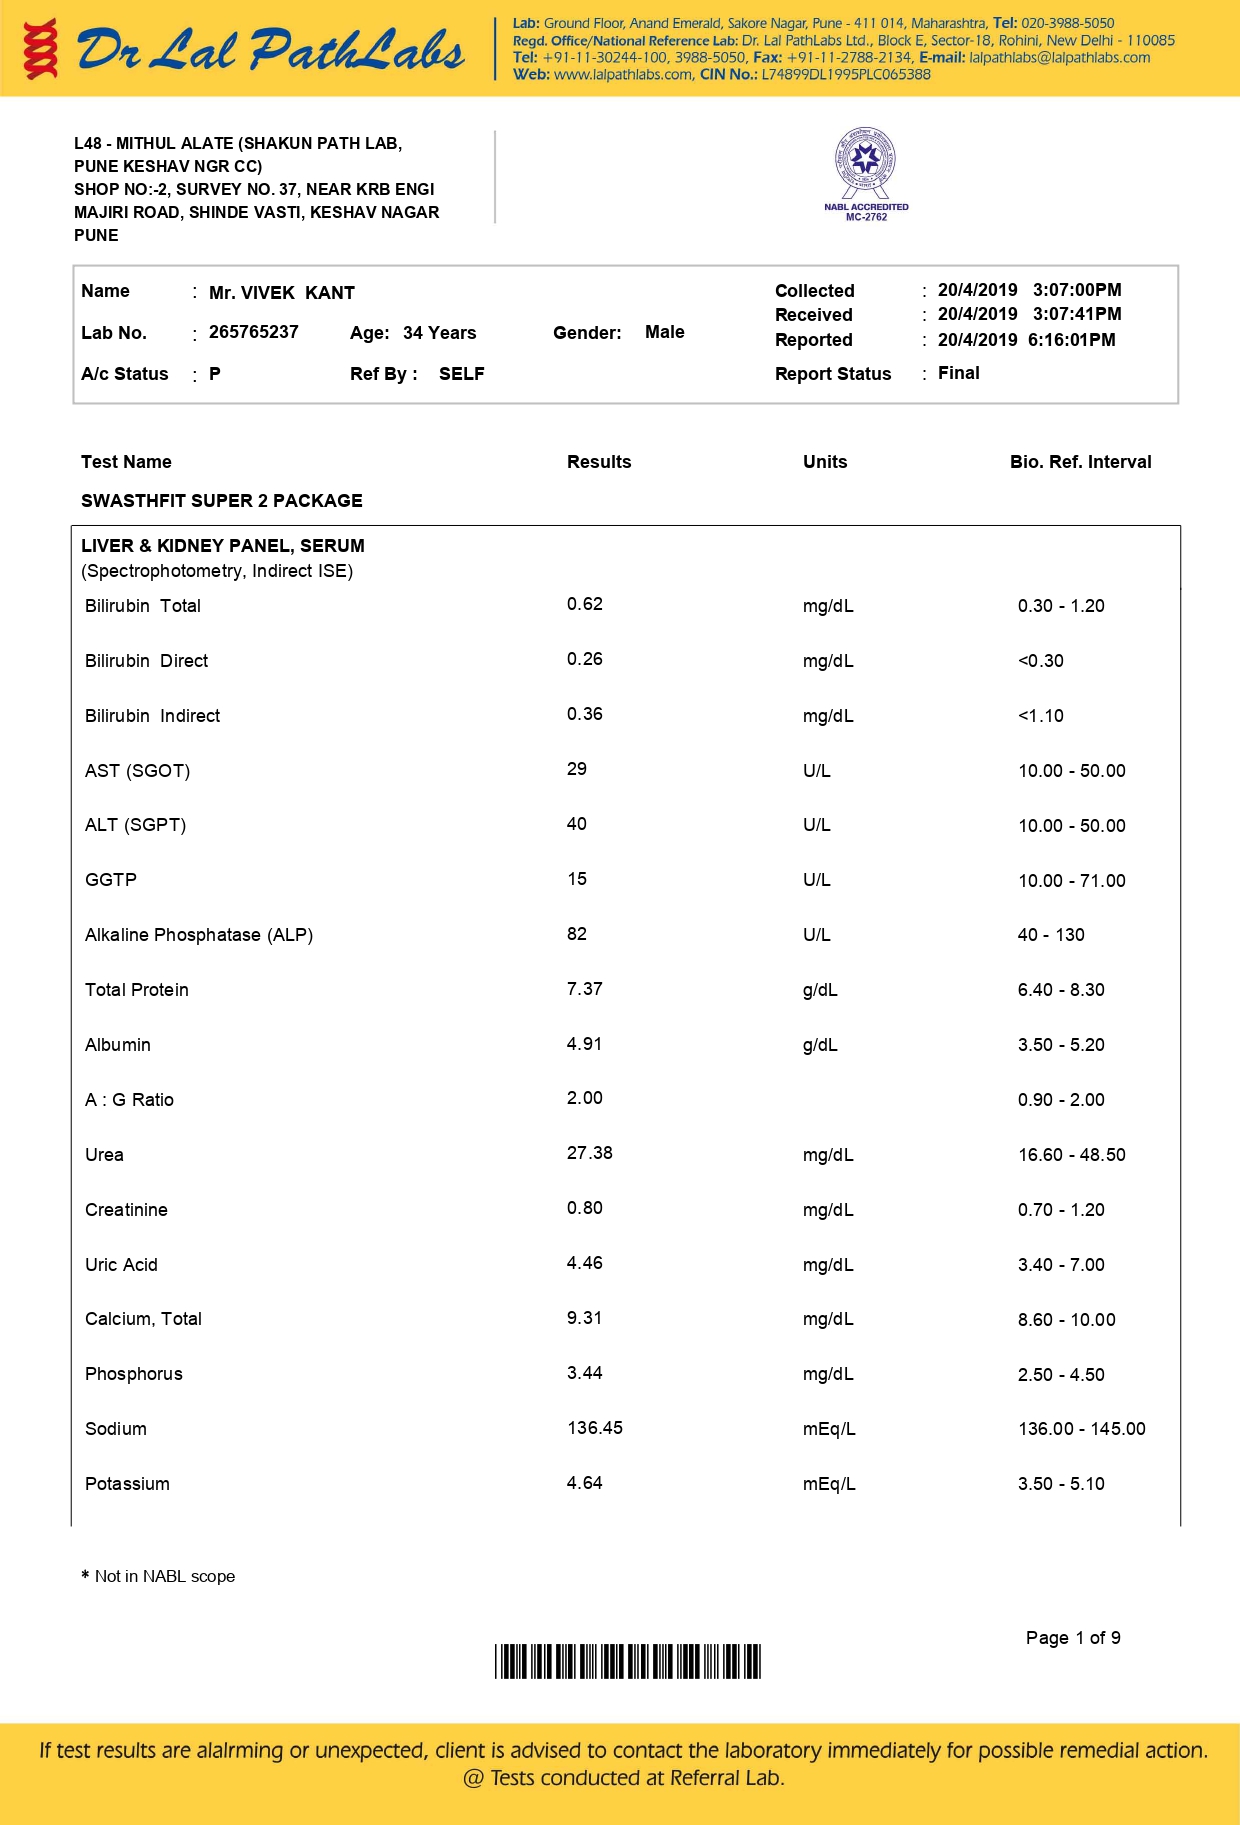 Dr Lal PathLabs
Lab: Ground Floor, Anand Emerald, Sakore Nagar, Pune - 411 014, Maharashtra, Tel: 020-3988-5050
Regd. Office/National Reference Lab: Dr. Lal PathLabs Ltd., Block E, Sector-18, Rohini, New Delhi - 110085
Tel: +91-11-30244-100, 3988-5050, Fax: +91-11-2788-2134, E-mail: lalpathlabs@lalpathlabs.com
Web: www.lalpathlabs.com, CIN No.: L74899DL1995PLC065388
L48 - MITHUL ALATE (SHAKUN PATH LAB,
PUNE KESHAV NGR CC)
SHOP NO:-2, SURVEY NO. 37, NEAR KRB ENGI
MAJIRI ROAD, SHINDE VASTI, KESHAV NAGAR
PUNE
NABL ACCREDITED
MC-2762
Name : Mr. VIVEK KANT Collected : 20/4/2019 3:07:00PM
Received : 20/4/2019 3:07:41PM
Lab No. : 265765237 Age: 34 Years Gender: Male Reported : 20/4/2019 6:16:01PM
A/c Status : P Ref By : SELF Report Status : Final
Test Name Results Units Bio. Ref. Interval
SWASTHFIT SUPER 2 PACKAGE
LIVER & KIDNEY PANEL, SERUM
(Spectrophotometry, Indirect ISE)
Bilirubin Total 0.62 mg/dL 0.30 - 1.20
Bilirubin Direct 0.26 mg/dL <0.30
Bilirubin Indirect 0.36 mg/dL <1.10
AST (SGOT) 29 U/L 10.00 - 50.00
ALT (SGPT) 40 U/L 10.00 - 50.00
GGTP 15 U/L 10.00 - 71.00
Alkaline Phosphatase (ALP) 82 U/L 40 - 130
Total Protein 7.37 g/dL 6.40 - 8.30
Albumin 4.91 g/dL 3.50 - 5.20
A : G Ratio 2.00 0.90 - 2.00
Urea 27.38 mg/dL 16.60 - 48.50
Creatinine 0.80 mg/dL 0.70 - 1.20
Uric Acid 4.46 mg/dL 3.40 - 7.00
Calcium, Total 9.31 mg/dL 8.60 - 10.00
Phosphorus 3.44 mg/dL 2.50 - 4.50
Sodium 136.45 mEq/L 136.00 - 145.00
Potassium 4.64 mEq/L 3.50 - 5.10
* Not in NABL scope
Page 1 of 9
If test results are alalrming or unexpected, client is advised to contact the laboratory immediately for possible remedial action.
@ Tests conducted at Referral Lab.